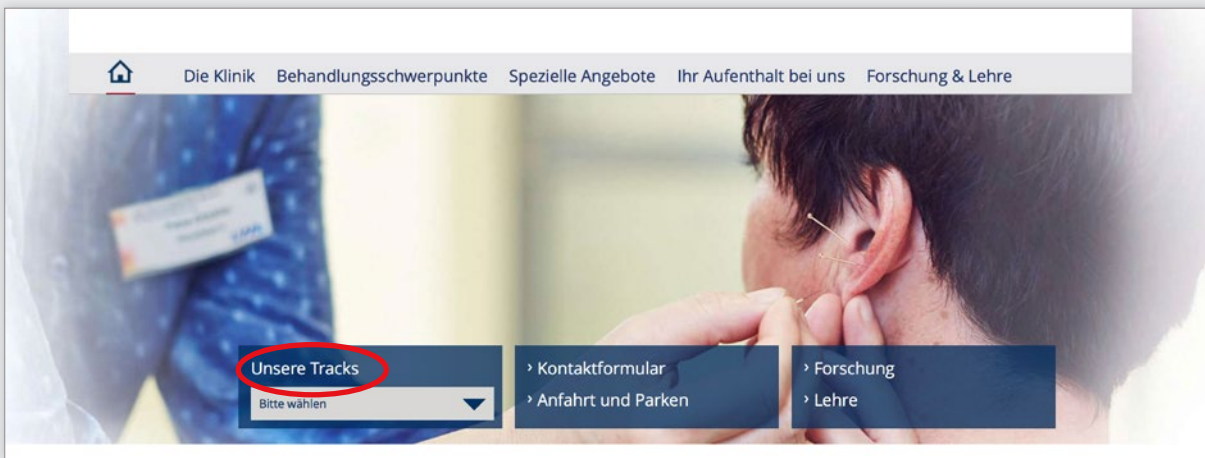 Die Klinik Behandlungsschwerpunkte Spezielle Angebote Ihr Aufenthalt bei uns Forschung & Lehre
Unsere Tracks
Bitte wählen
› Kontaktformular
› Anfahrt und Parken
› Forschung
› Lehre